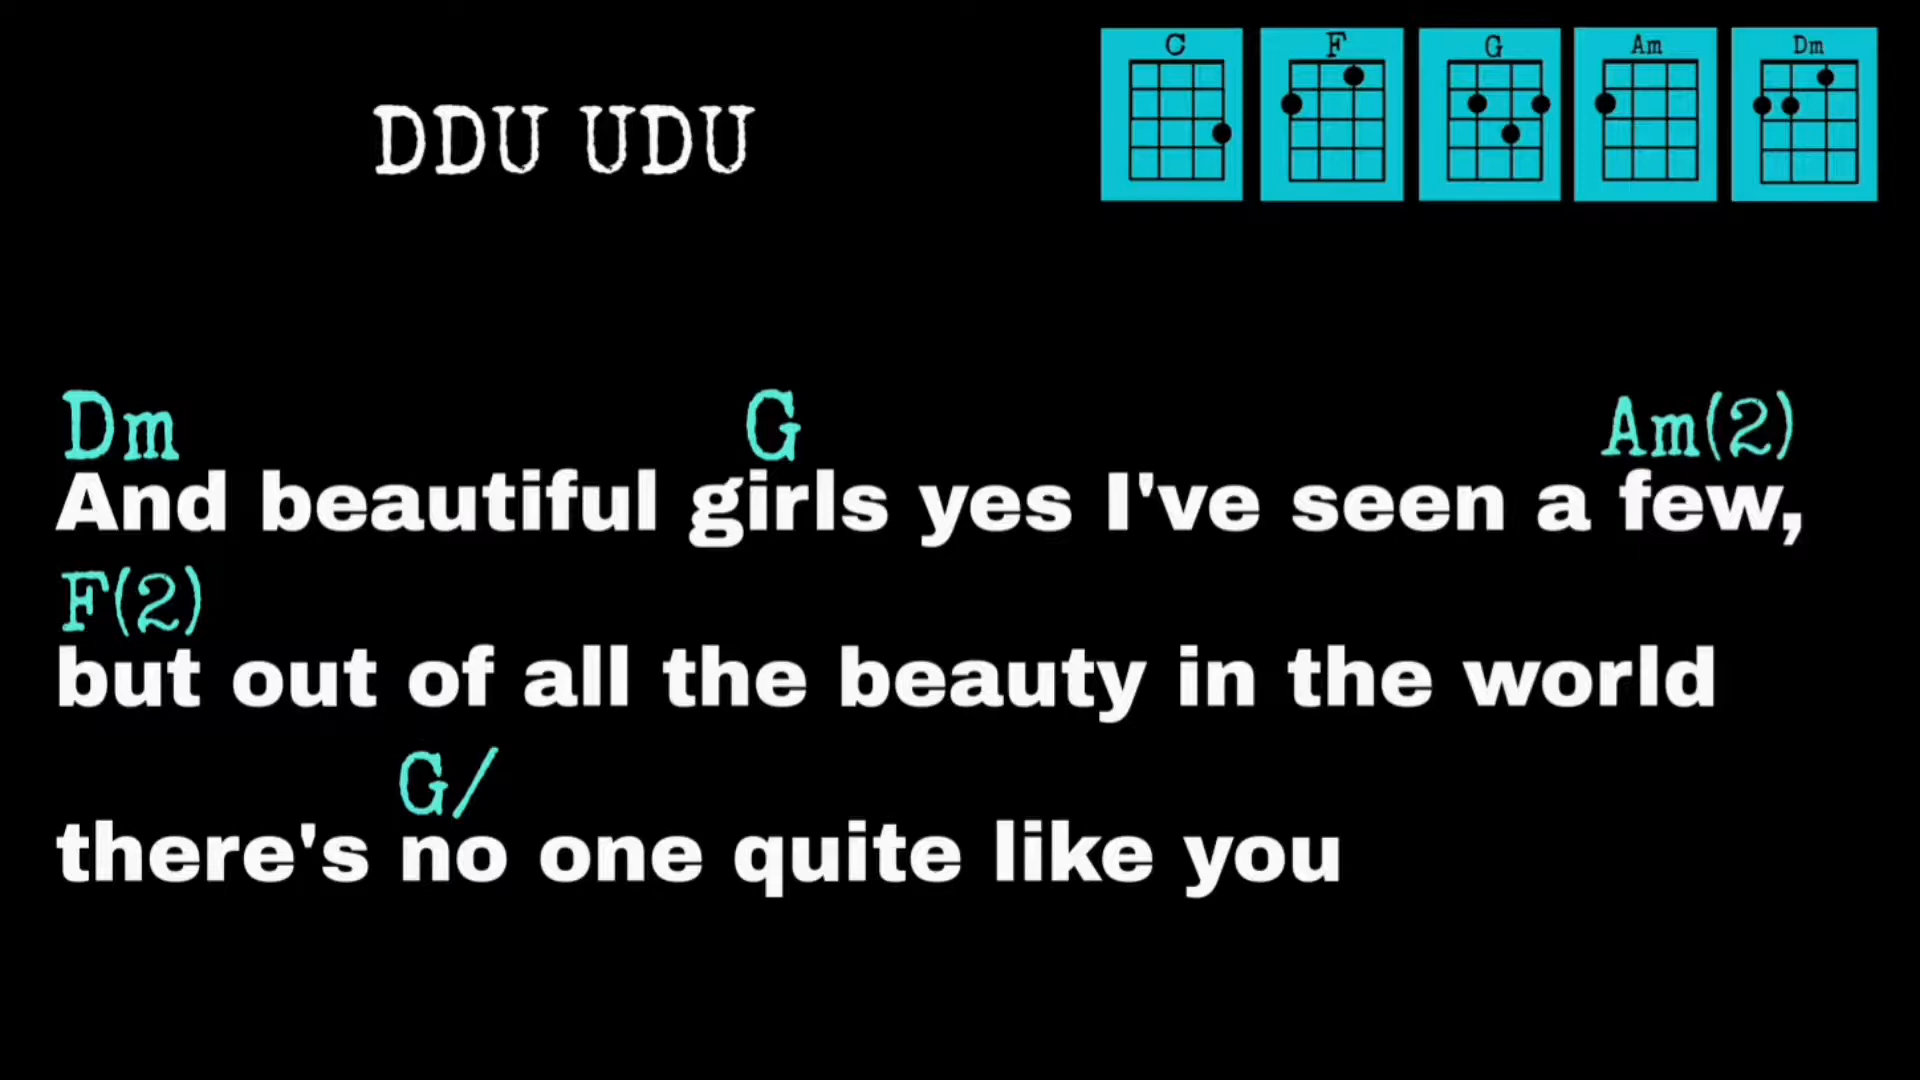 C F G Am Dm
DDU UDU
Dm G Am(2)
And beautiful girls yes I've seen a few,
F(2)
but out of all the beauty in the world
G/
there's no one quite like you